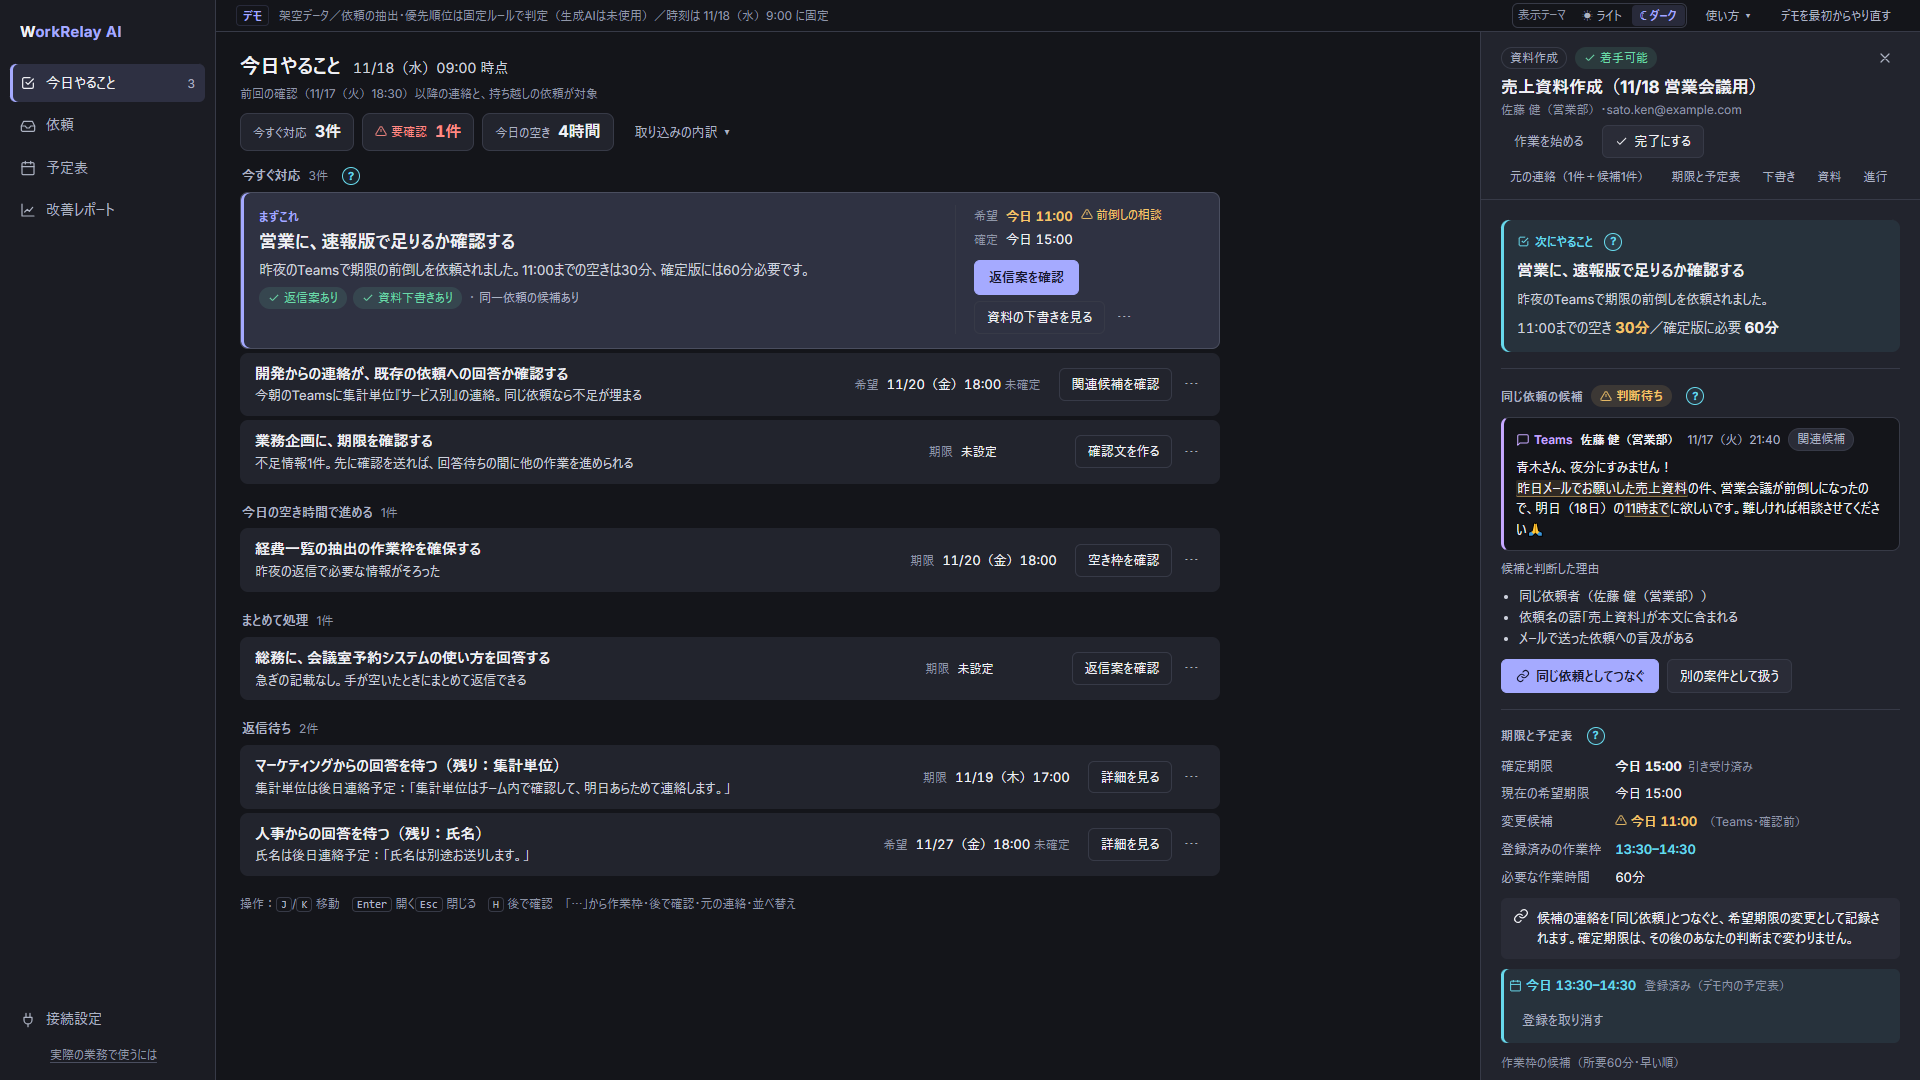 WorkRelay AI
今日やること 3
依頼
予定表
改善レポート
接続設定
実際の業務で使うには
デモ 架空データ／依頼の抽出・優先順位は固定ルールで判定（生成AIは未使用）／時刻は 11/18（水）9:00 に固定
表示テーマ ライト ダーク 使い方 ▼ デモを最初からやり直す
今日やること 11/18（水）09:00 時点
前回の確認（11/17（火）18:30）以降の連絡と、持ち越しの依頼が対象
今すぐ対応 3件 要確認 1件 今日の空き 4時間 取り込みの内訳 ▼
今すぐ対応 3件 ?
まずこれ
営業に、速報版で足りるか確認する
昨夜のTeamsで期限の前倒しを依頼されました。11:00までの空きは30分、確定版には60分必要です。
返信案あり 資料下書きあり ・同一依頼の候補あり
希望 今日 11:00 前倒しの相談
確定 今日 15:00
返信案を確認
資料の下書きを見る …
開発からの連絡が、既存の依頼への回答か確認する
今朝のTeamsに集計単位『サービス別』の連絡。同じ依頼なら不足が埋まる
希望 11/20（金）18:00 未確定 関連候補を確認 …
業務企画に、期限を確認する
不足情報1件。先に確認を送れば、回答待ちの間に他の作業を進められる
期限 未設定 確認文を作る …
今日の空き時間で進める 1件
経費一覧の抽出の作業枠を確保する
昨夜の返信で必要な情報がそろった
期限 11/20（金）18:00 空き枠を確認 …
まとめて処理 1件
総務に、会議室予約システムの使い方を回答する
急ぎの記載なし。手が空いたときにまとめて返信できる
期限 未設定 返信案を確認 …
返信待ち 2件
マーケティングからの回答を待つ（残り：集計単位）
集計単位は後日連絡予定：「集計単位はチーム内で確認して、明日あらためて連絡します。」
期限 11/19（木）17:00 詳細を見る …
人事からの回答を待つ（残り：氏名）
氏名は後日連絡予定：「氏名は別途お送りします。」
希望 11/27（金）18:00 未確定 詳細を見る …
操作： J / K 移動 Enter 開く Esc 閉じる H 後で確認 「…」から作業枠・後で確認・元の連絡・並べ替え
資料作成 着手可能
売上資料作成（11/18 営業会議用）
佐藤 健（営業部）・sato.ken@example.com
作業を始める 完了にする
元の連絡（1件＋候補1件） 期限と予定表 下書き 資料 進行
次にやること ?
営業に、速報版で足りるか確認する
昨夜のTeamsで期限の前倒しを依頼されました。
11:00までの空き 30分／確定版に必要 60分
同じ依頼の候補 判断待ち ?
Teams 佐藤 健（営業部） 11/17（火）21:40 関連候補
青木さん、夜分にすみません！
昨日メールでお願いした売上資料の件、営業会議が前倒しになったの
で、明日（18日）の11時までに欲しいです。難しければ相談させてくださ
い🙏
候補と判断した理由
• 同じ依頼者（佐藤 健（営業部））
• 依頼名の語「売上資料」が本文に含まれる
• メールで送った依頼への言及がある
同じ依頼としてつなぐ 別の案件として扱う
期限と予定表 ?
確定期限 今日 15:00 引き受け済み
現在の希望期限 今日 15:00
変更候補 今日 11:00 （Teams・確認前）
登録済みの作業枠 13:30–14:30
必要な作業時間 60分
候補の連絡を「同じ依頼」とつなぐと、希望期限の変更として記録さ
れます。確定期限は、その後のあなたの判断まで変わりません。
今日 13:30–14:30 登録済み（デモ内の予定表）
登録を取り消す
作業枠の候補（所要60分・早い順）